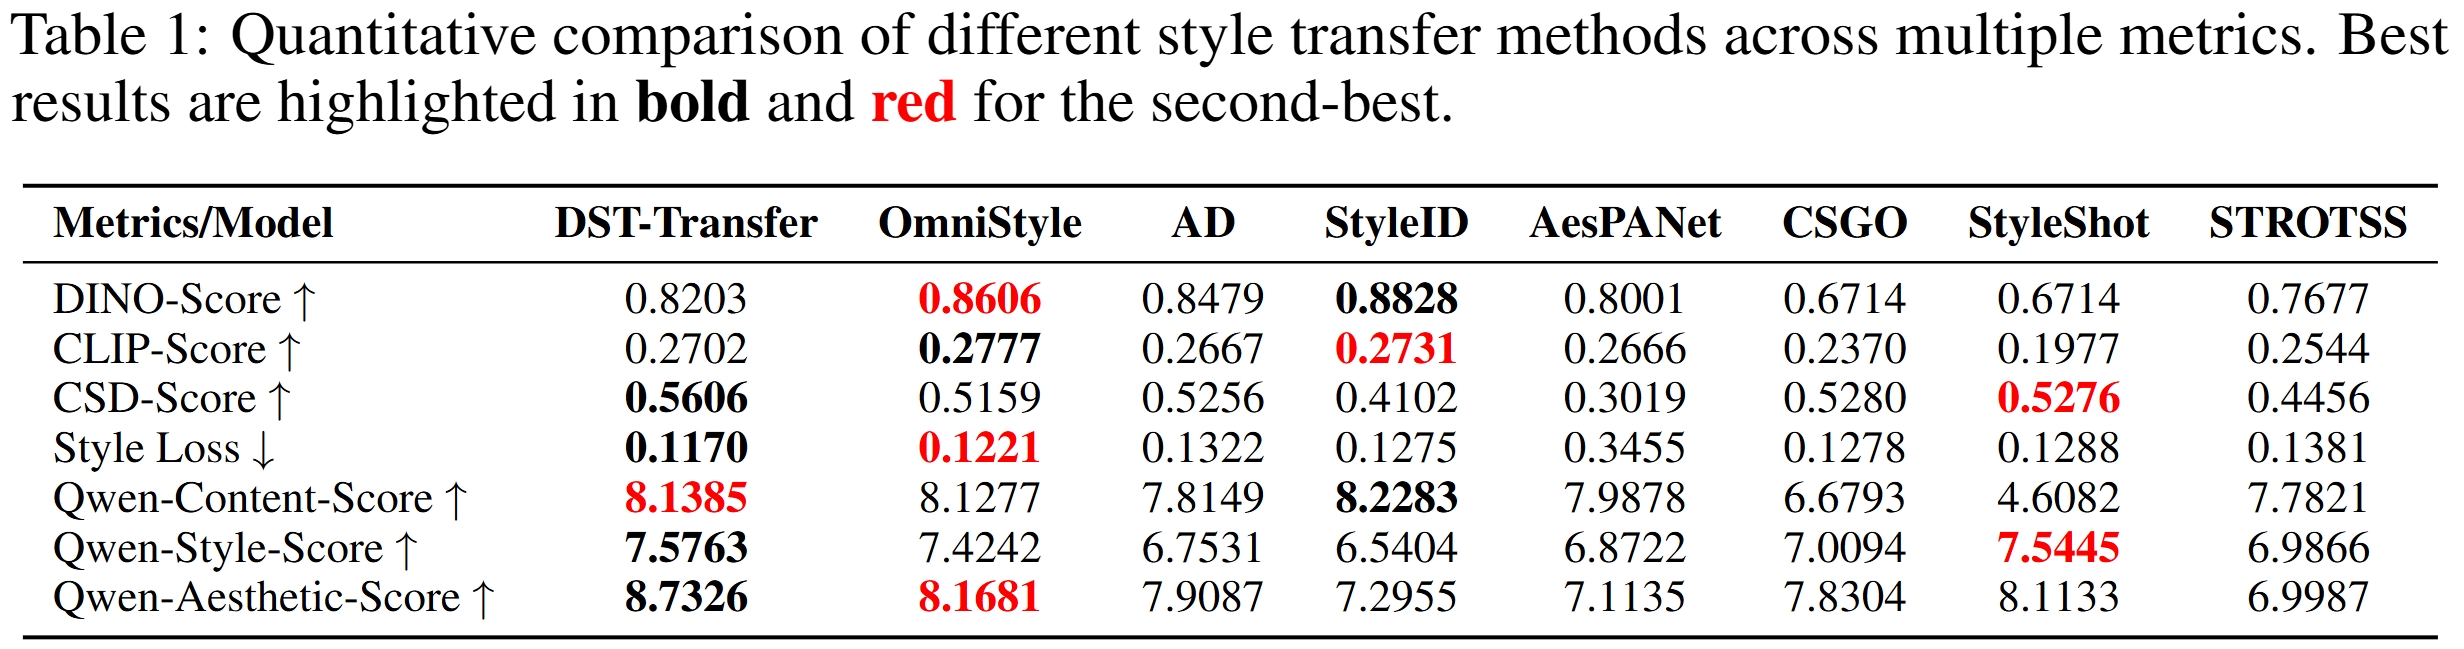 Table 1: Quantitative comparison of different style transfer methods across multiple metrics. Best
results are highlighted in bold and red for the second-best.
Metrics/Model DST-Transfer OmniStyle AD StyleID AesPANet CSGO StyleShot STROTSS
DINO-Score ↑ 0.8203 0.8606 0.8479 0.8828 0.8001 0.6714 0.6714 0.7677
CLIP-Score ↑ 0.2702 0.2777 0.2667 0.2731 0.2666 0.2370 0.1977 0.2544
CSD-Score ↑ 0.5606 0.5159 0.5256 0.4102 0.3019 0.5280 0.5276 0.4456
Style Loss ↓ 0.1170 0.1221 0.1322 0.1275 0.3455 0.1278 0.1288 0.1381
Qwen-Content-Score ↑ 8.1385 8.1277 7.8149 8.2283 7.9878 6.6793 4.6082 7.7821
Qwen-Style-Score ↑ 7.5763 7.4242 6.7531 6.5404 6.8722 7.0094 7.5445 6.9866
Qwen-Aesthetic-Score ↑ 8.7326 8.1681 7.9087 7.2955 7.1135 7.8304 8.1133 6.9987